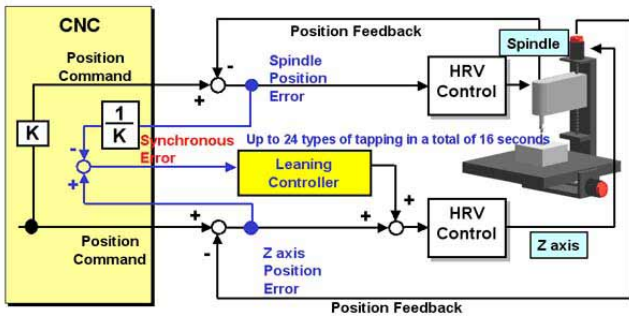 CNC
Position Feedback
Position
Command
-
+
Spindle
Position
Error
HRV
Control
Spindle
K
1
K
-
Synchronous
Error
Up to 24 types of tapping in a total of 16 seconds
+
Leaning
Controller
+
+
+
Position
Command
-
Z axis
Position
Error
HRV
Control
Z axis
Position Feedback